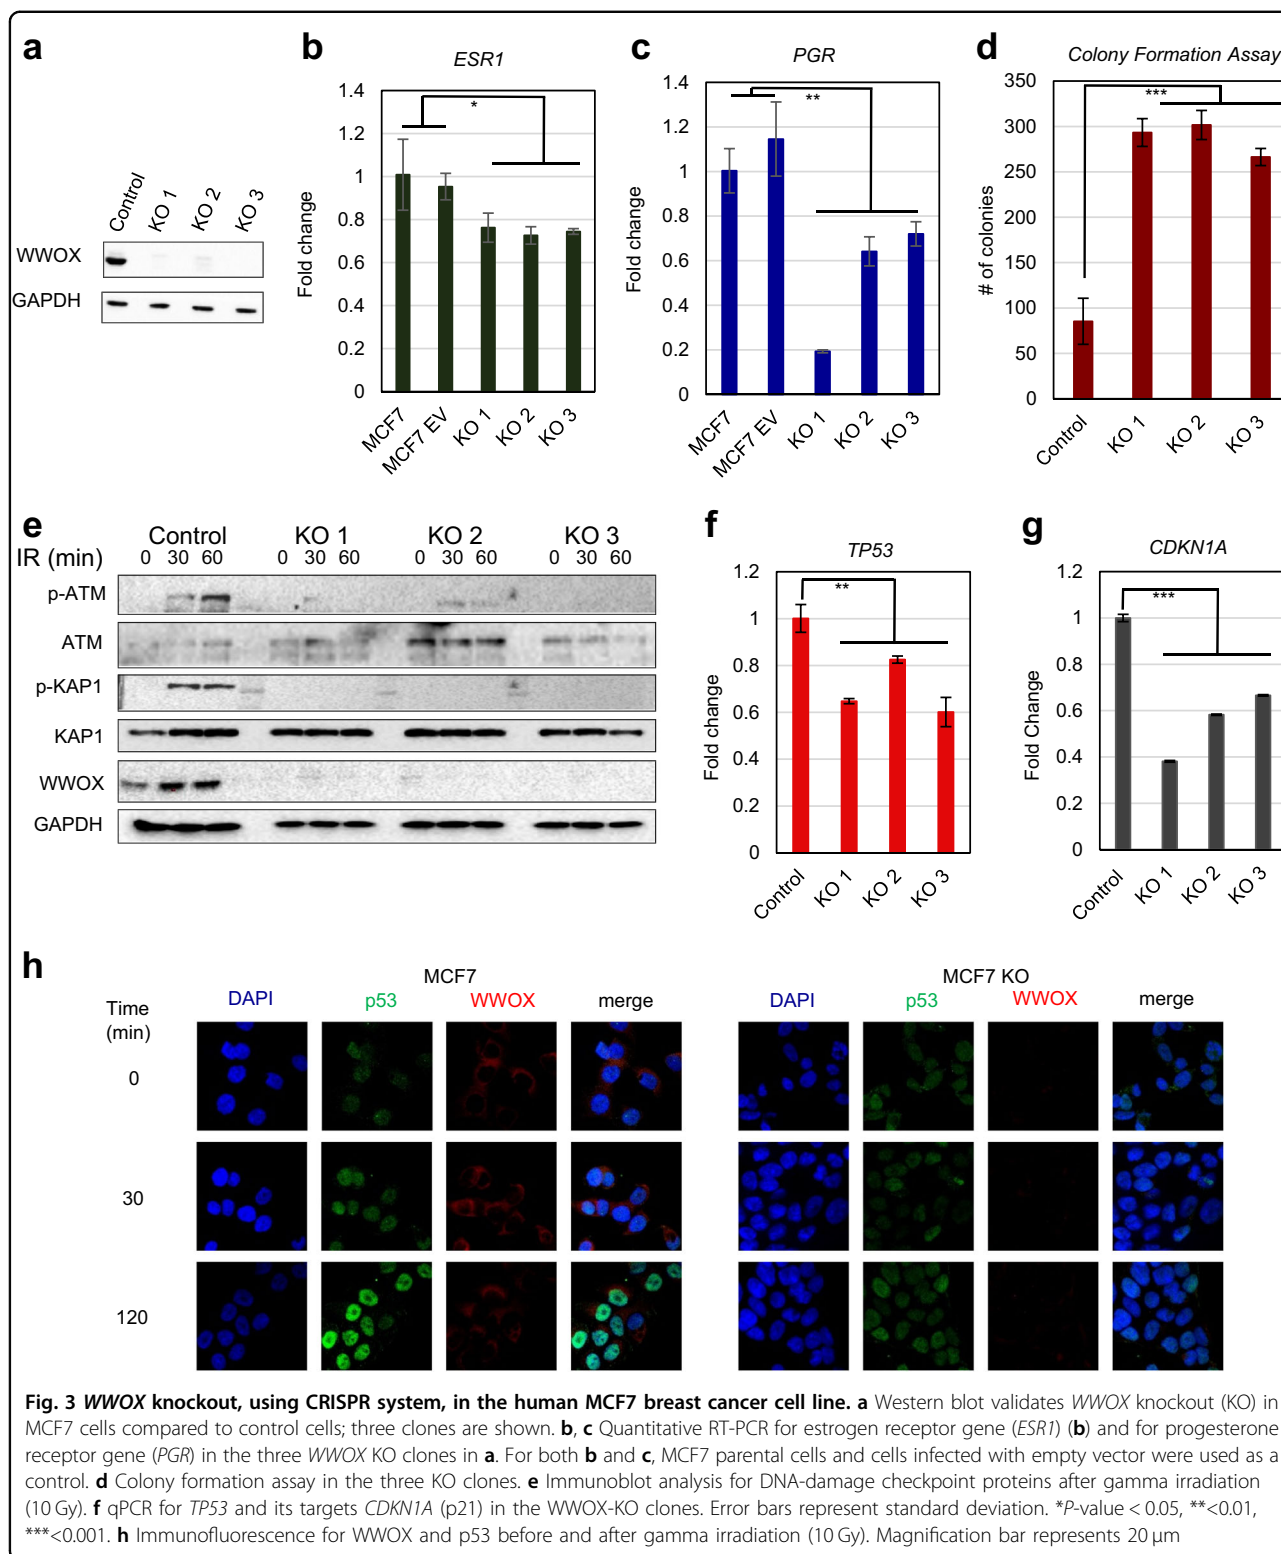 a
Control
KO 1
KO 2
KO 3
WWOX
GAPDH
b
ESR1
*
Fold change
1.4
1.2
1
0.8
0.6
0.4
0.2
0
MCF7
MCF7 EV
KO 1
KO 2
KO 3
c
PGR
**
Fold change
1.4
1.2
1
0.8
0.6
0.4
0.2
0
MCF7
MCF7 EV
KO 1
KO 2
KO 3
d
Colony Formation Assay
***
# of colonies
350
300
250
200
150
100
50
0
Control
KO 1
KO 2
KO 3
e
Control KO 1 KO 2 KO 3
IR (min) 0 30 60 0 30 60 0 30 60 0 30 60
p-ATM
ATM
p-KAP1
KAP1
WWOX
GAPDH
f
TP53
**
Fold change
1.2
1
0.8
0.6
0.4
0.2
0
Control
KO 1
KO 2
KO 3
g
CDKN1A
***
Fold Change
1.2
1
0.8
0.6
0.4
0.2
0
Control
KO 1
KO 2
KO 3
h
MCF7 MCF7 KO
Time (min)
DAPI p53 WWOX merge DAPI p53 WWOX merge
0
30
120
Fig. 3 WWOX knockout, using CRISPR system, in the human MCF7 breast cancer cell line. a Western blot validates WWOX knockout (KO) in
MCF7 cells compared to control cells; three clones are shown. b, c Quantitative RT-PCR for estrogen receptor gene (ESR1) (b) and for progesterone
receptor gene (PGR) in the three WWOX KO clones in a. For both b and c, MCF7 parental cells and cells infected with empty vector were used as a
control. d Colony formation assay in the three KO clones. e Immunoblot analysis for DNA-damage checkpoint proteins after gamma irradiation
(10 Gy). f qPCR for TP53 and its targets CDKN1A (p21) in the WWOX-KO clones. Error bars represent standard deviation. *P-value < 0.05, **<0.01,
***<0.001. h Immunofluorescence for WWOX and p53 before and after gamma irradiation (10 Gy). Magnification bar represents 20 µm